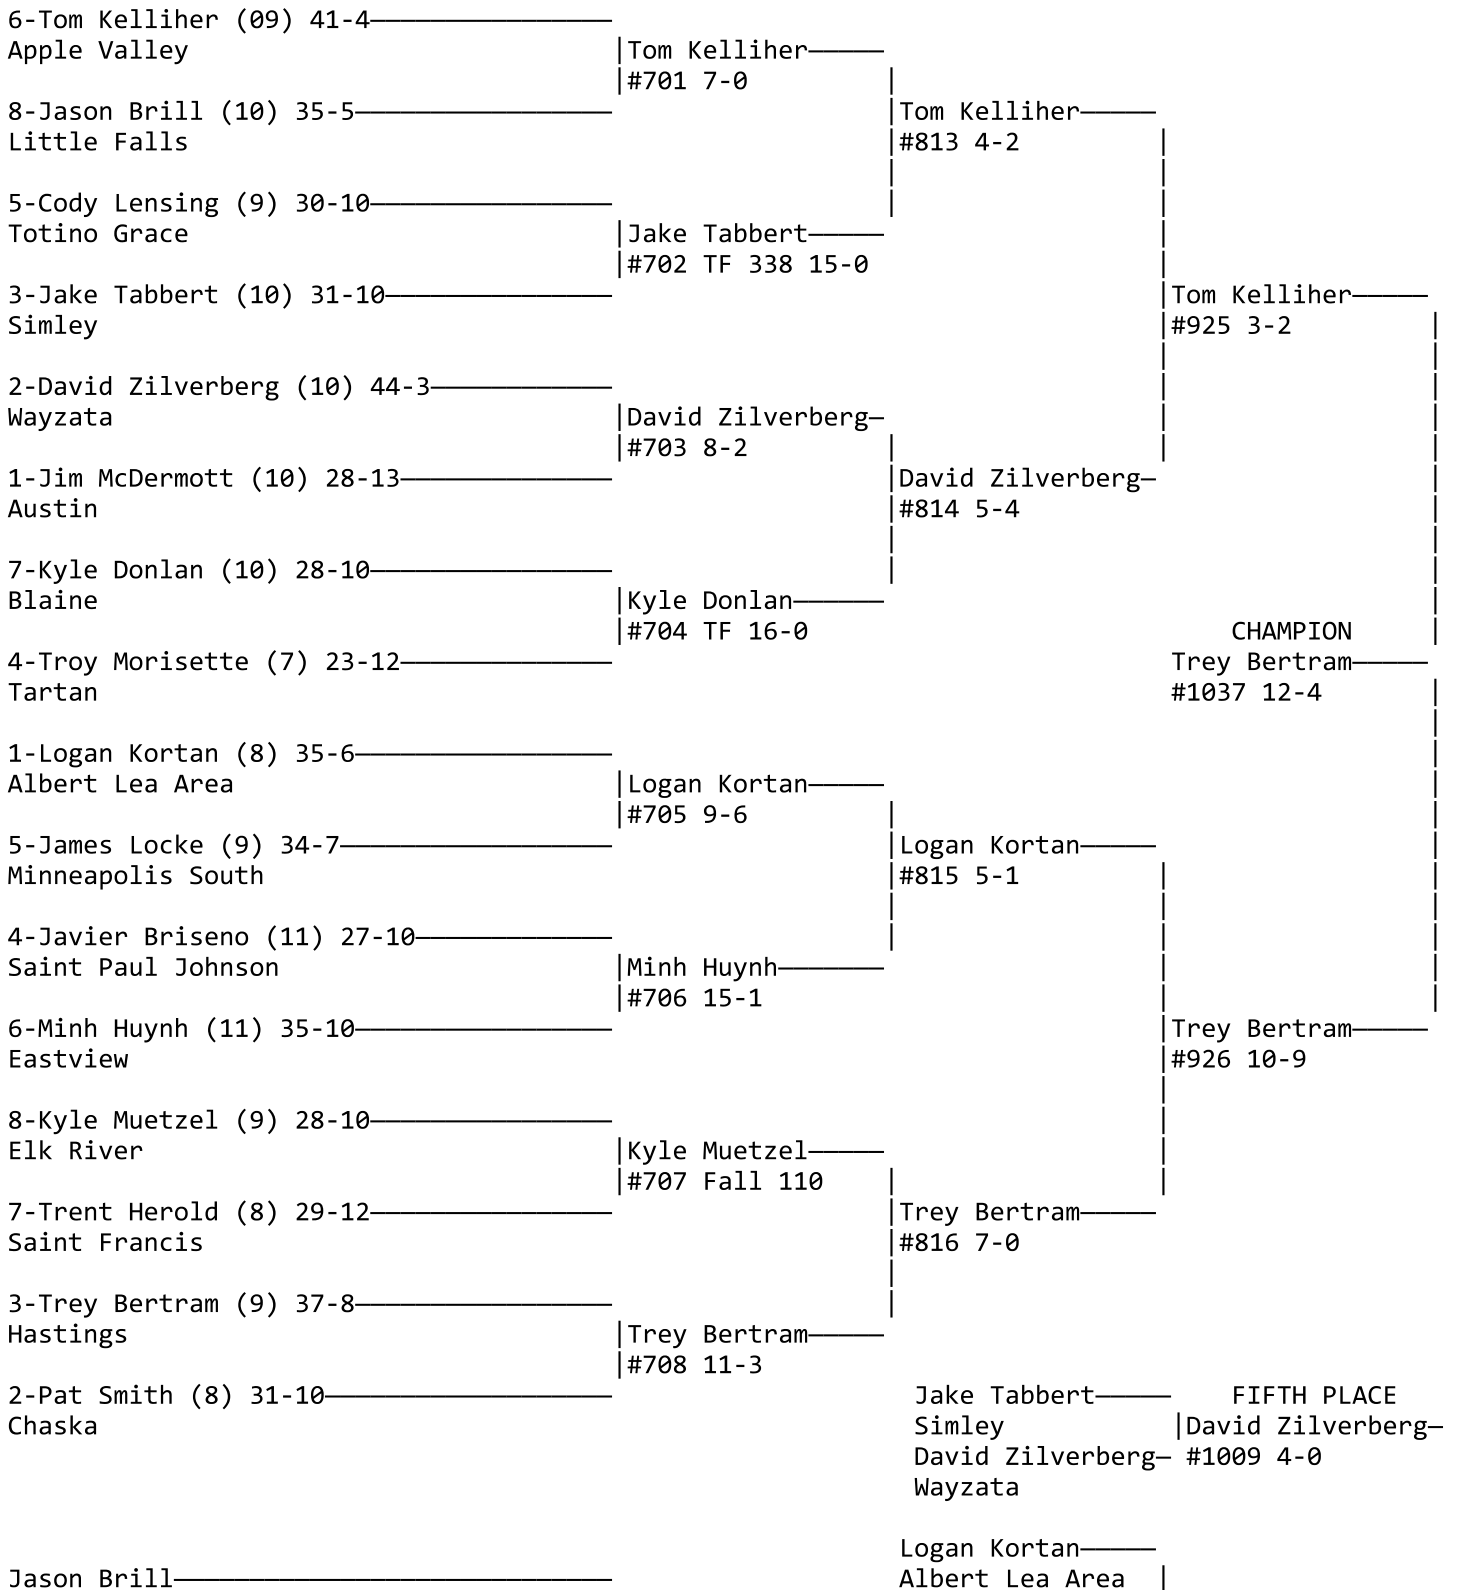 6-Tom Kelliher (09) 41-4
Apple Valley |Tom Kelliher
|#701 7-0
8-Jason Brill (10) 35-5 Tom Kelliher
Little Falls #813 4-2
5-Cody Lensing (9) 30-10
Totino Grace |Jake Tabbert
|#702 TF 338 15-0
3-Jake Tabbert (10) 31-10 Tom Kelliher
Simley #925 3-2
2-David Zilverberg (10) 44-3
Wayzata |David Zilverberg
|#703 8-2
1-Jim McDermott (10) 28-13 David Zilverberg
Austin #814 5-4
7-Kyle Donlan (10) 28-10
Blaine |Kyle Donlan
|#704 TF 16-0 CHAMPION
4-Troy Morisette (7) 23-12 Trey Bertram
Tartan #1037 12-4
1-Logan Kortan (8) 35-6
Albert Lea Area |Logan Kortan
|#705 9-6
5-James Locke (9) 34-7 Logan Kortan
Minneapolis South #815 5-1
4-Javier Briseno (11) 27-10
Saint Paul Johnson |Minh Huynh
|#706 15-1
6-Minh Huynh (11) 35-10 Trey Bertram
Eastview #926 10-9
8-Kyle Muetzel (9) 28-10
Elk River |Kyle Muetzel
|#707 Fall 110
7-Trent Herold (8) 29-12 Trey Bertram
Saint Francis #816 7-0
3-Trey Bertram (9) 37-8
Hastings |Trey Bertram
|#708 11-3
2-Pat Smith (8) 31-10 Jake Tabbert FIFTH PLACE
Chaska Simley |David Zilverberg
David Zilverberg #1009 4-0
Wayzata
Logan Kortan
Jason Brill Albert Lea Area